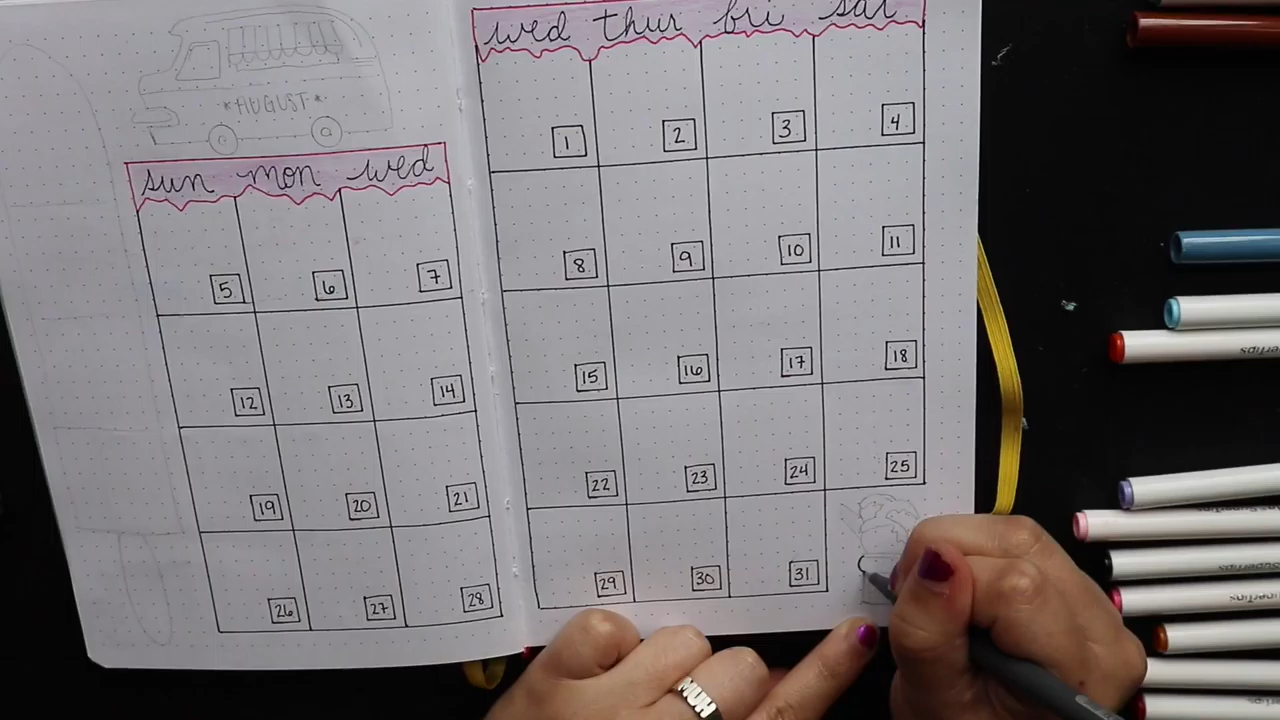 *AUGUST*
sun mon wed
5 6 7
12 13 14
19 20 21
26 27 28
wed thur fri sat
1 2 3 4
8 9 10 11
15 16 17 18
22 23 24 25
29 30 31
MUH
Supertips